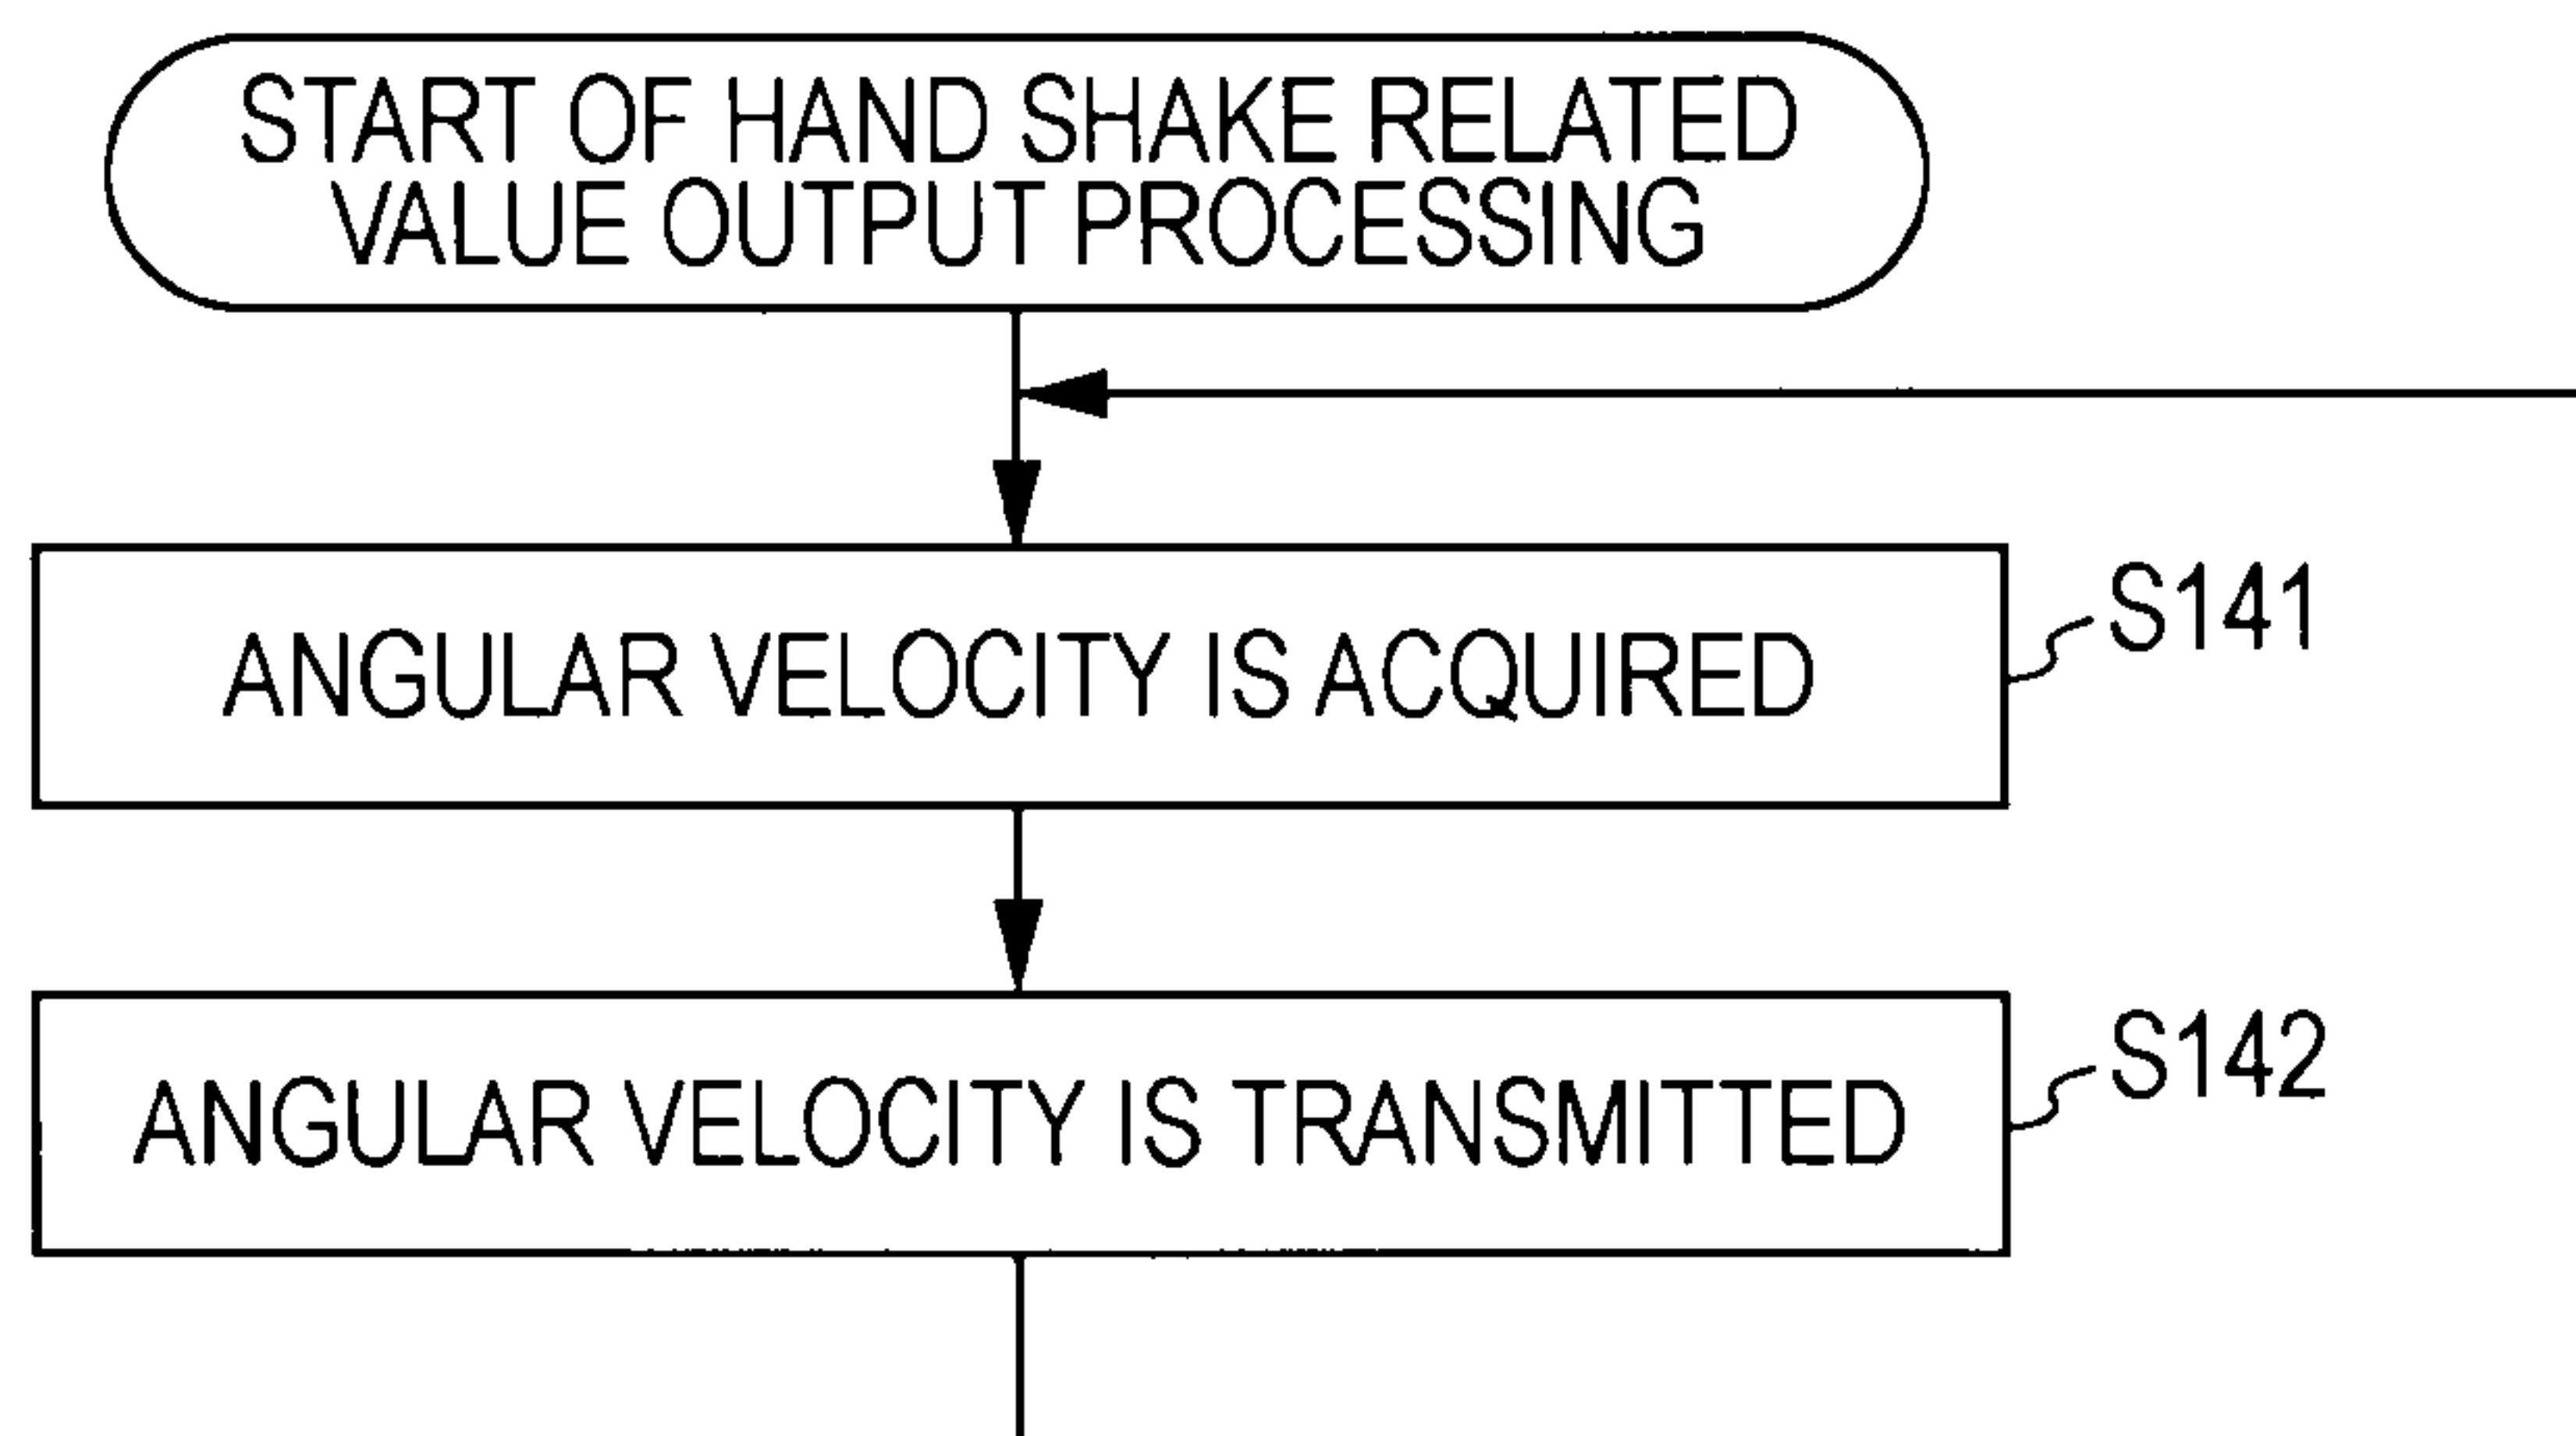 START OF HAND SHAKE RELATED
VALUE OUTPUT PROCESSING
ANGULAR VELOCITY IS ACQUIRED
S141
ANGULAR VELOCITY IS TRANSMITTED
S142